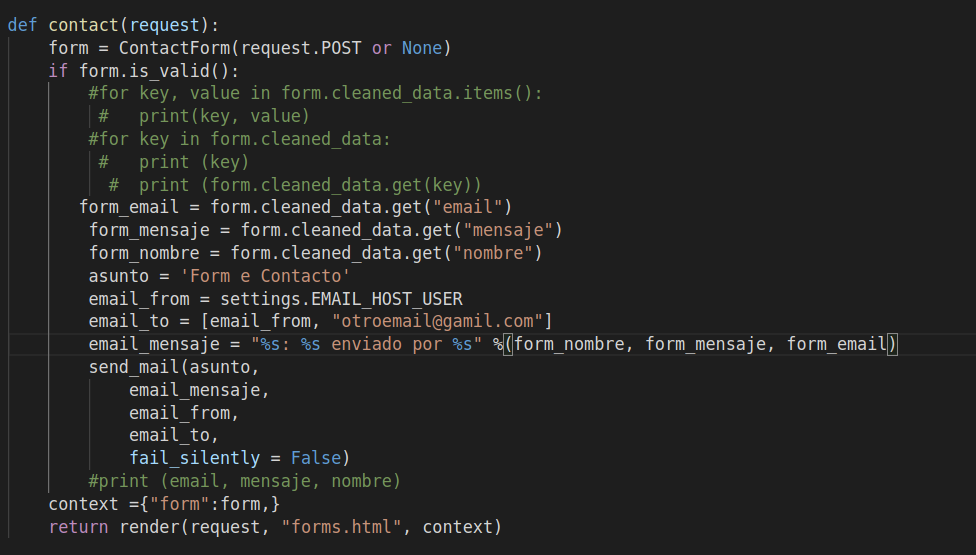 def contact(request):
    form = ContactForm(request.POST or None)
    if form.is_valid():
        #for key, value in form.cleaned_data.items():
         #   print(key, value)
        #for key in form.cleaned_data:
         #   print (key)
          #  print (form.cleaned_data.get(key))
       form_email = form.cleaned_data.get("email")
        form_mensaje = form.cleaned_data.get("mensaje")
        form_nombre = form.cleaned_data.get("nombre")
        asunto = 'Form e Contacto'
        email_from = settings.EMAIL_HOST_USER
        email_to = [email_from, "otroemail@gamil.com"]
        email_mensaje = "%s: %s enviado por %s" %(form_nombre, form_mensaje, form_email)
        send_mail(asunto,
            email_mensaje,
            email_from,
            email_to,
            fail_silently = False)
        #print (email, mensaje, nombre)
    context ={"form":form,}
    return render(request, "forms.html", context)